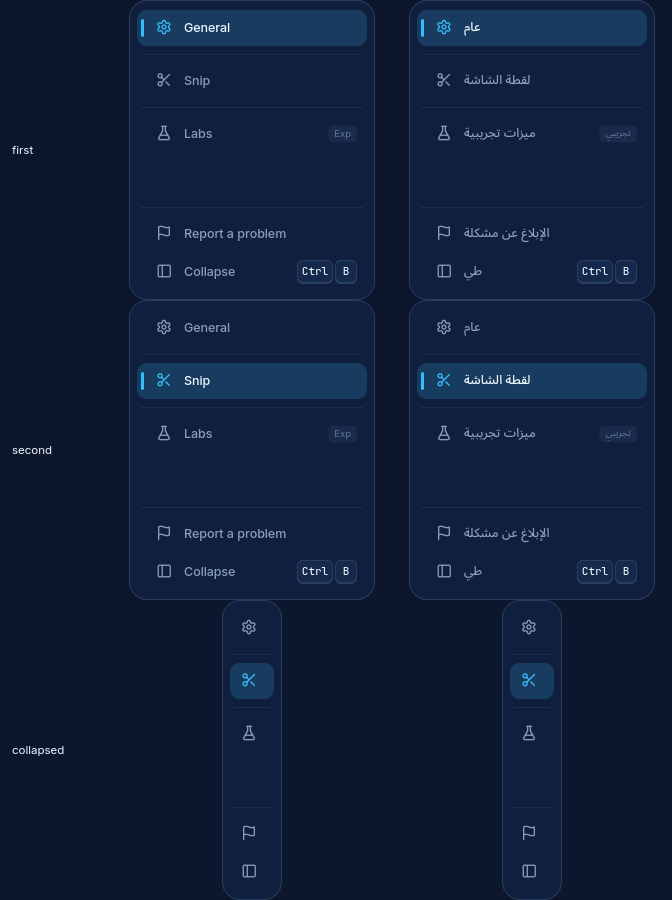 General
Snip
Labs Exp
first
Report a problem
Collapse Ctrl B
عام
لقطة الشاشة
ميزات تجريبية تجريبي
الإبلاغ عن مشكلة
طي Ctrl B
General
Snip
Labs Exp
second
Report a problem
Collapse Ctrl B
عام
لقطة الشاشة
ميزات تجريبية تجريبي
الإبلاغ عن مشكلة
طي Ctrl B
collapsed